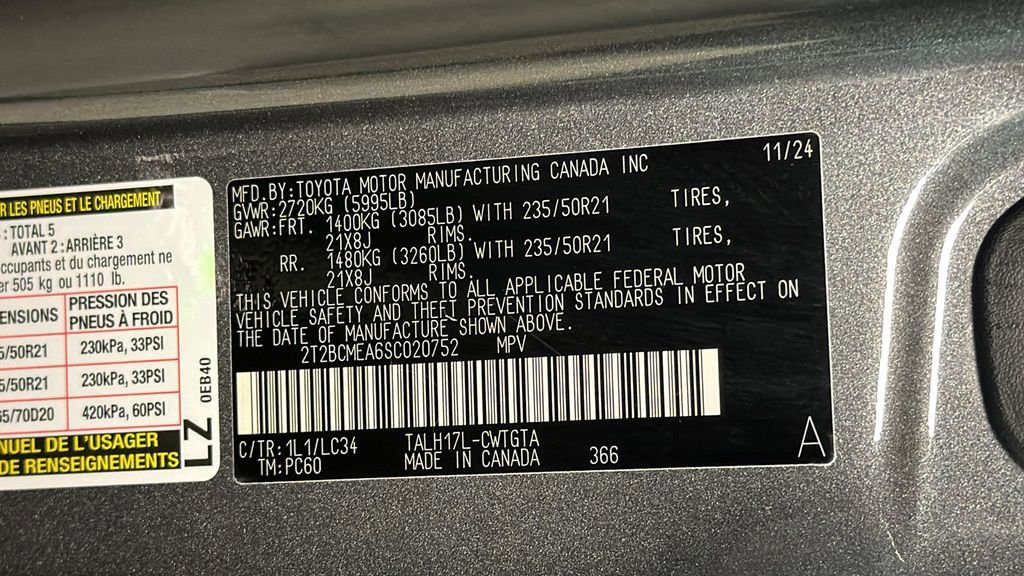 R LES PNEUS ET LE CHARGEMENT
: TOTAL 5
AVANT 2 : ARRIÈRE 3
occupants et du chargement ne
er 505 kg ou 1110 lb.
ENSIONS
PRESSION DES
PNEUS À FROID
5/50R21
230kPa, 33PSI
5/50R21
230kPa, 33PSI
65/70D20
420kPa, 60PSI
NUEL DE L'USAGER
DE RENSEIGNEMENTS
LZ 0EB40
11/24
MFD. BY:TOYOTA MOTOR MANUFACTURING CANADA INC
GVWR:2720KG (5995LB)
GAWR:FRT. 1400KG (3085LB) WITH 235/50R21 TIRES,
21X8J RIMS.
RR. 1480KG (3260LB) WITH 235/50R21 TIRES,
21X8J RIMS.
THIS VEHICLE CONFORMS TO ALL APPLICABLE FEDERAL MOTOR
VEHICLE SAFETY AND THEFT PREVENTION STANDARDS IN EFFECT ON
THE DATE OF MANUFACTURE SHOWN ABOVE.
2T2BCMEA6SC020752 MPV
C/TR:1L1/LC34 TALH17L-CWTGTA
TM:PC60 MADE IN CANADA 366
A